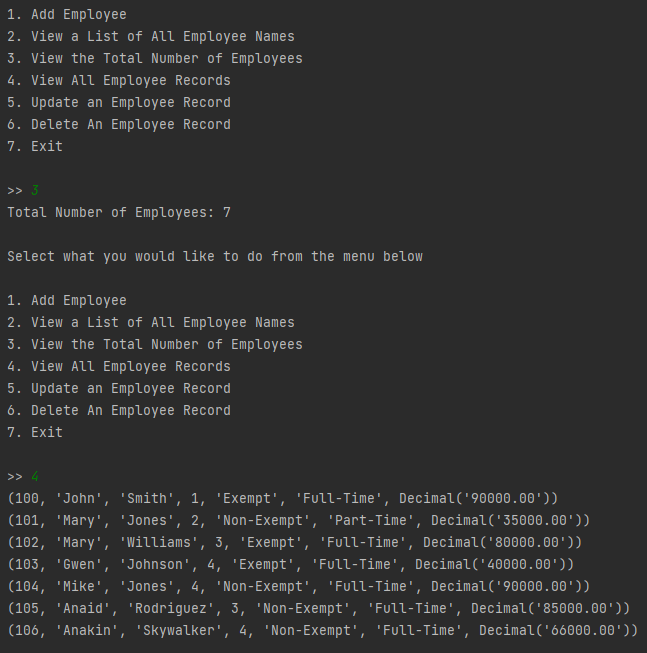 1. Add Employee
2. View a List of All Employee Names
3. View the Total Number of Employees
4. View All Employee Records
5. Update an Employee Record
6. Delete An Employee Record
7. Exit
>> 3
Total Number of Employees: 7
Select what you would like to do from the menu below
1. Add Employee
2. View a List of All Employee Names
3. View the Total Number of Employees
4. View All Employee Records
5. Update an Employee Record
6. Delete An Employee Record
7. Exit
>> 4
(100, 'John', 'Smith', 1, 'Exempt', 'Full-Time', Decimal('90000.00'))
(101, 'Mary', 'Jones', 2, 'Non-Exempt', 'Part-Time', Decimal('35000.00'))
(102, 'Mary', 'Williams', 3, 'Exempt', 'Full-Time', Decimal('80000.00'))
(103, 'Gwen', 'Johnson', 4, 'Exempt', 'Full-Time', Decimal('40000.00'))
(104, 'Mike', 'Jones', 4, 'Non-Exempt', 'Full-Time', Decimal('90000.00'))
(105, 'Anaid', 'Rodriguez', 3, 'Non-Exempt', 'Full-Time', Decimal('85000.00'))
(106, 'Anakin', 'Skywalker', 4, 'Non-Exempt', 'Full-Time', Decimal('66000.00'))